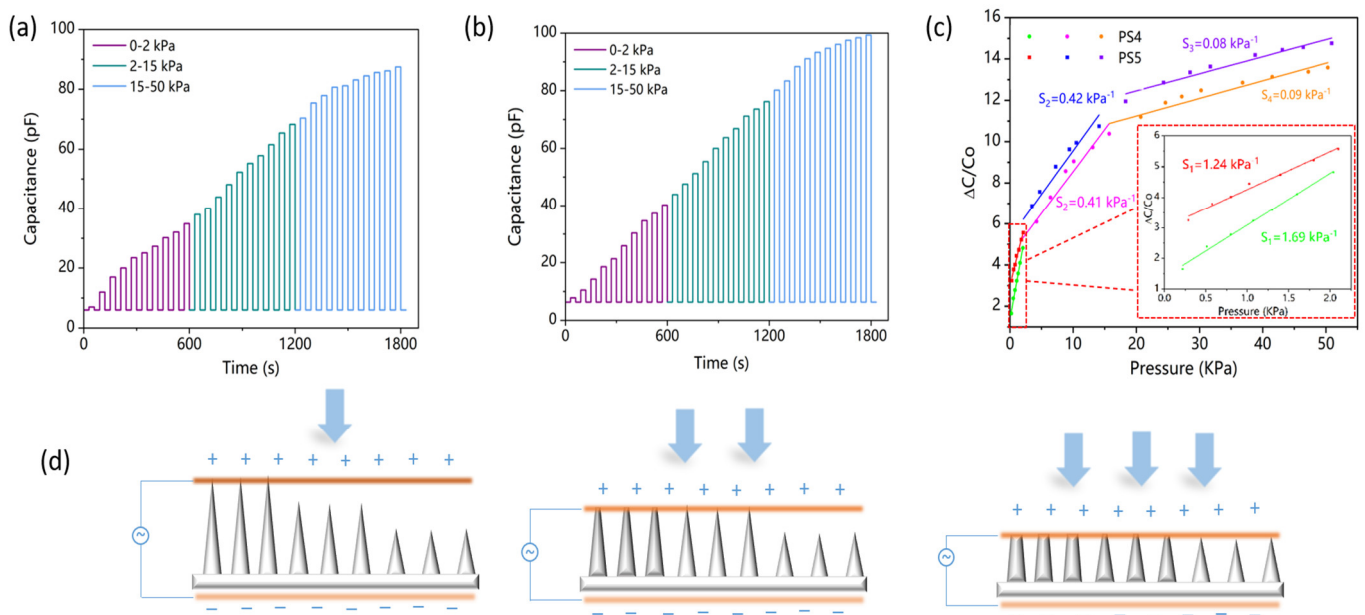 (a)
100
80
60
40
20
0
Capacitance (pF)
0-2 kPa
2-15 kPa
15-50 kPa
0
600
1200
1800
Time (s)
(b)
100
80
60
40
20
0
Capacitance (pF)
0-2 kPa
2-15 kPa
15-50 kPa
0
600
1200
1800
Time (s)
(c)
16
14
12
10
8
6
4
2
ΔC/Co
PS4
PS5
S₃=0.08 kPa⁻¹
S₂=0.42 kPa⁻¹
S₄=0.09 kPa⁻¹
S₂=0.41 kPa⁻¹
6
5
4
3
2
1
ΔC/Co
S₁=1.24 kPa⁻¹
S₁=1.69 kPa⁻¹
0.0
0.5
1.0
1.5
2.0
Pressure (KPa)
0
10
20
30
40
50
Pressure (KPa)
(d)
+ + + + + + + +
~
− − − − − − − −
+ + + + + + + +
~
− − − − − − − −
+ + + + + + + +
~